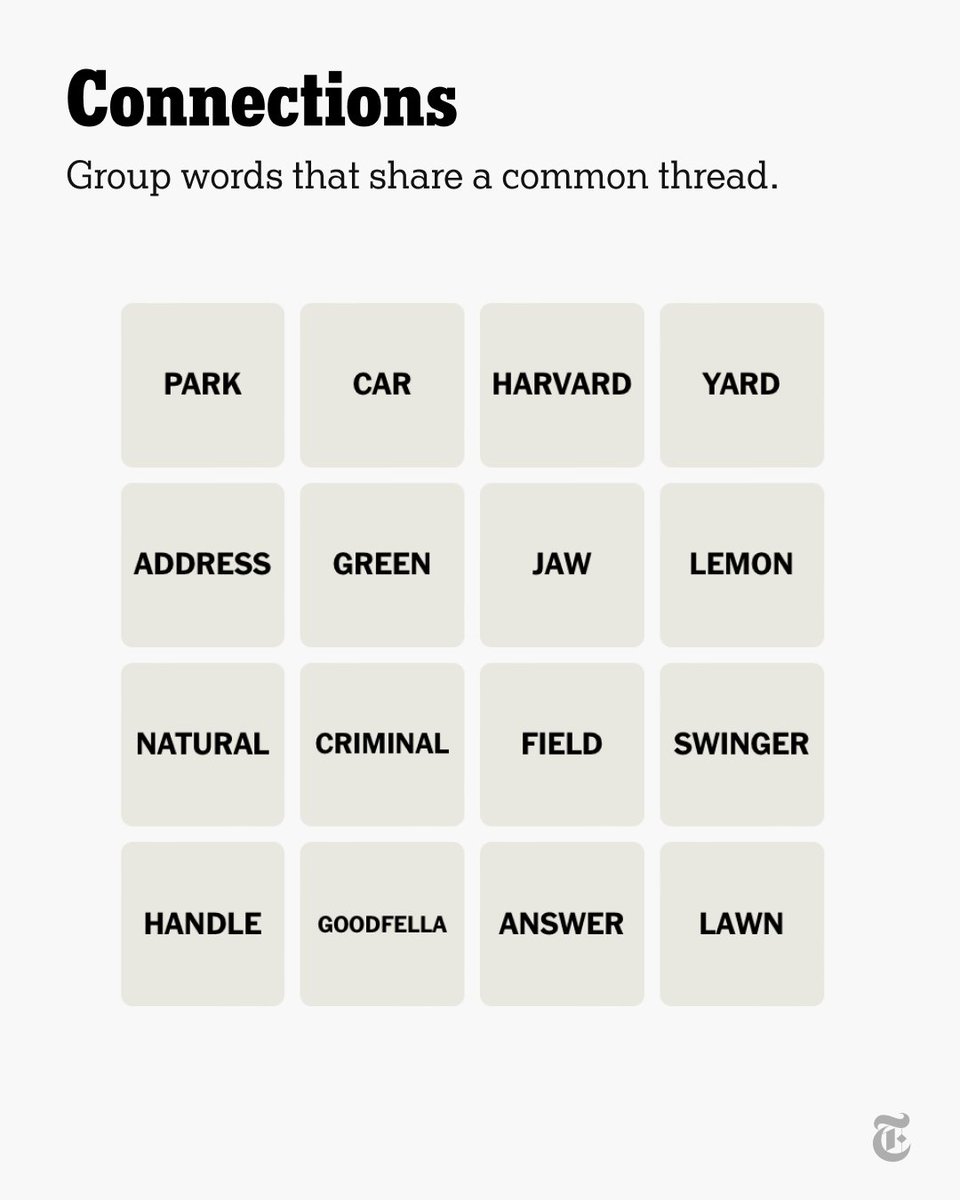 Connections
Group words that share a common thread.
PARK CAR HARVARD YARD
ADDRESS GREEN JAW LEMON
NATURAL CRIMINAL FIELD SWINGER
HANDLE GOODFELLA ANSWER LAWN
T